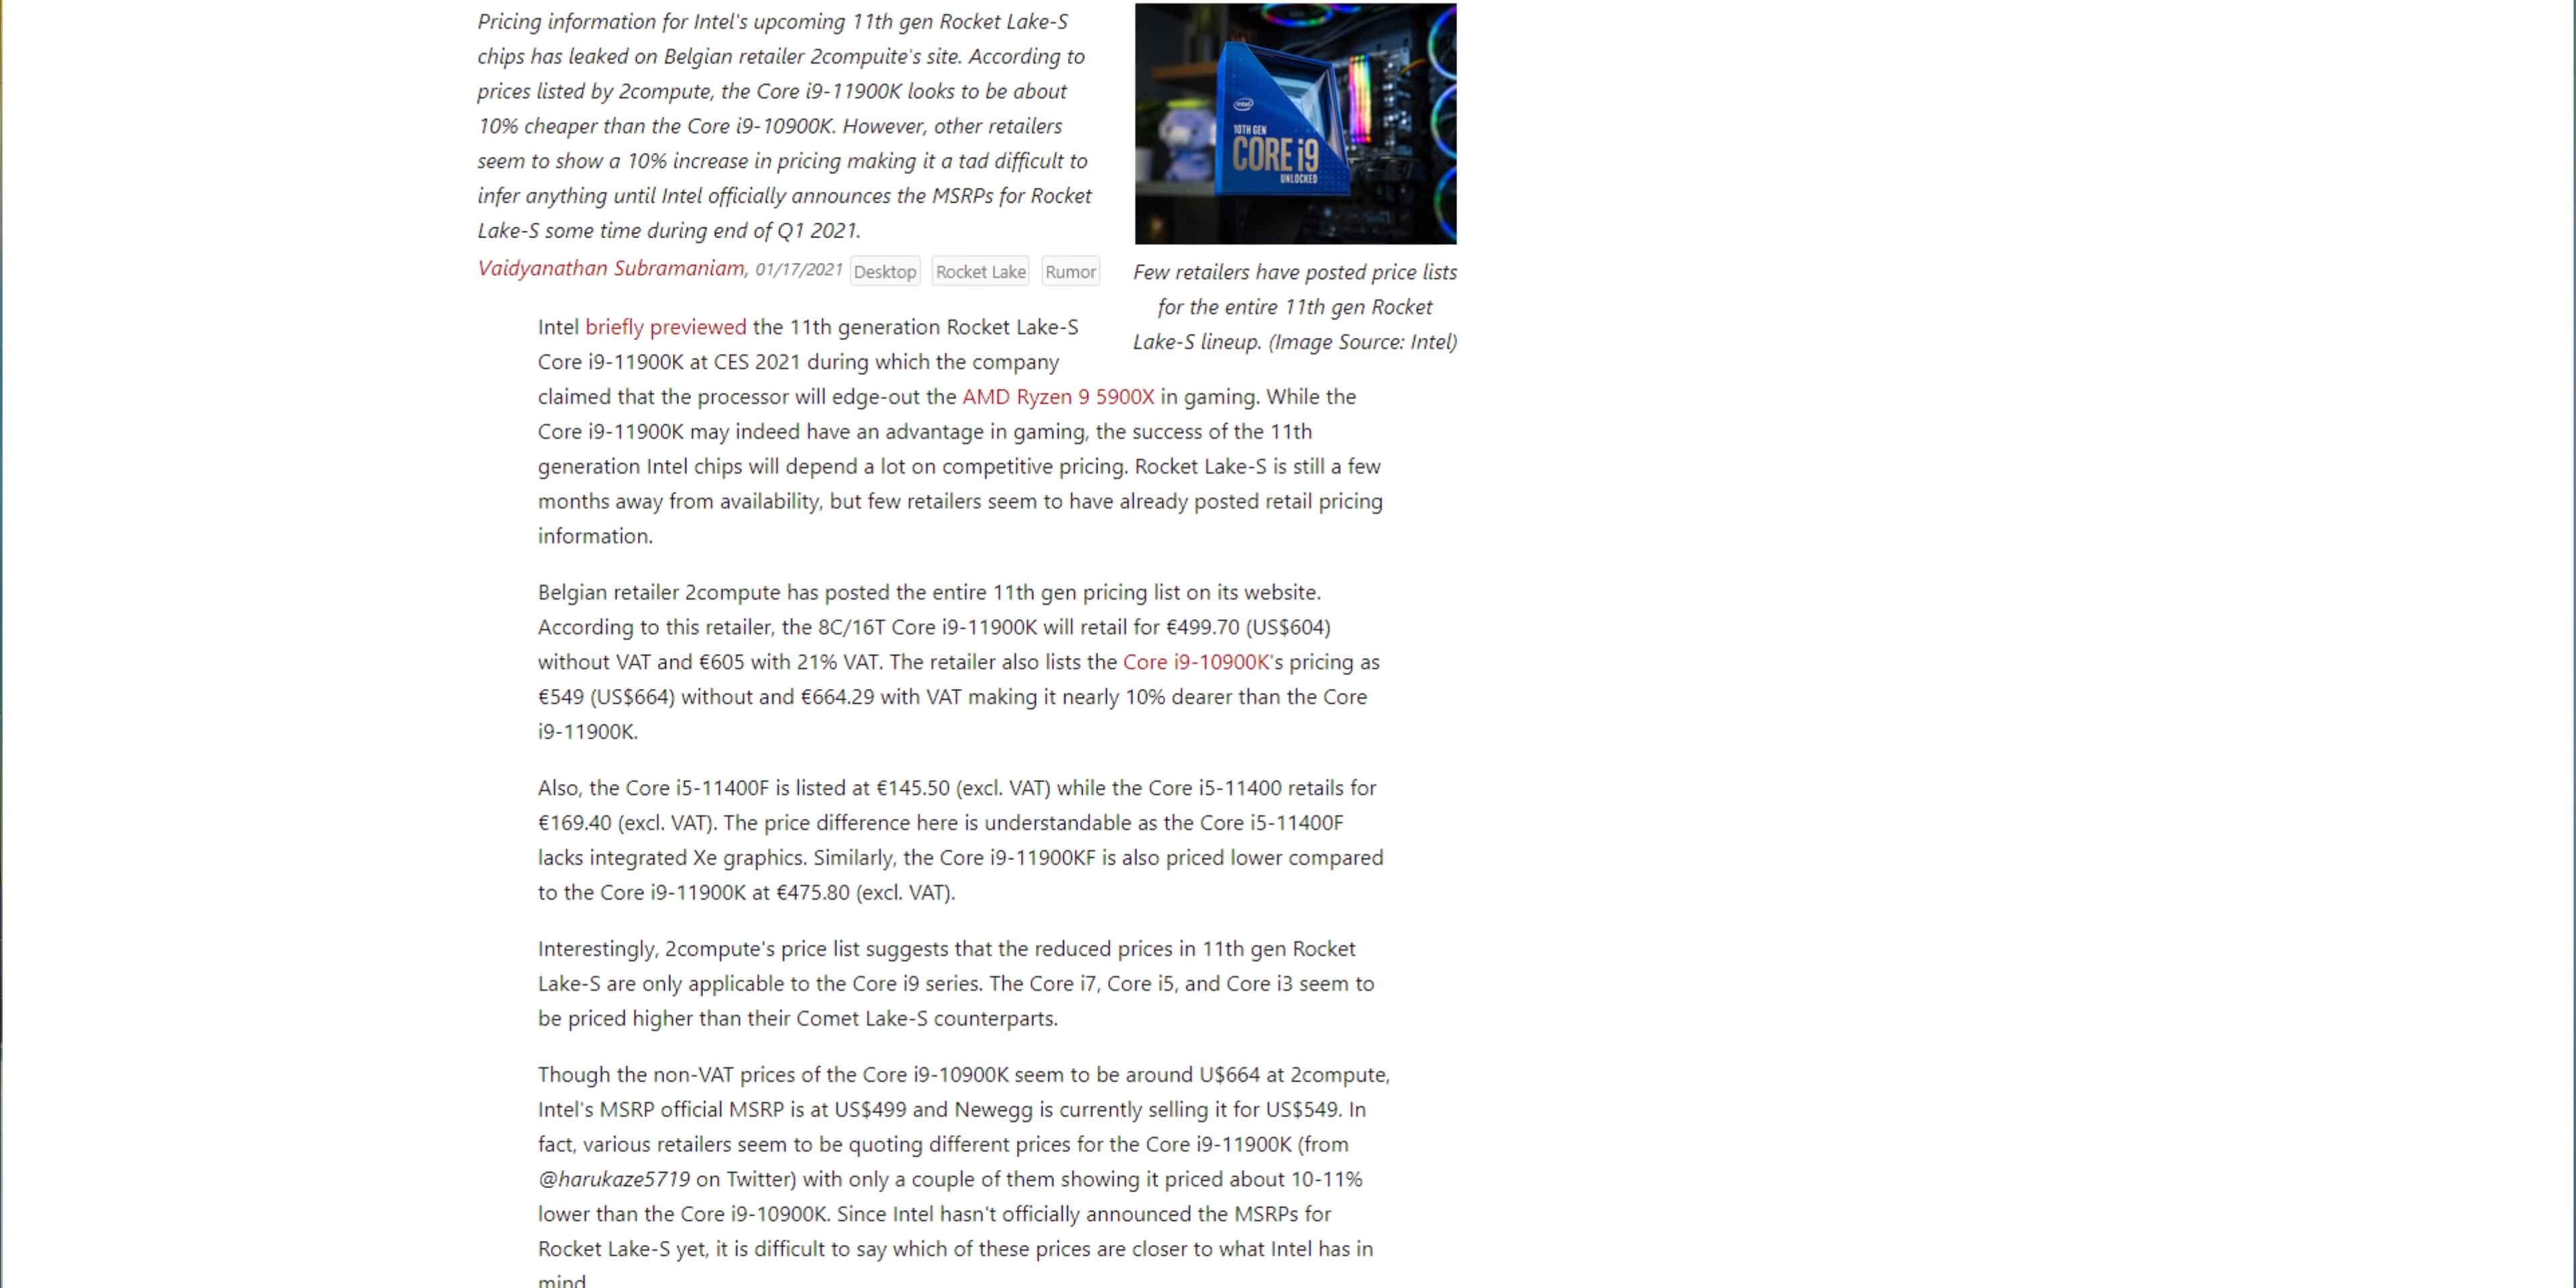 Pricing information for Intel's upcoming 11th gen Rocket Lake-S
chips has leaked on Belgian retailer 2compuite's site. According to
prices listed by 2compute, the Core i9-11900K looks to be about
10% cheaper than the Core i9-10900K. However, other retailers
seem to show a 10% increase in pricing making it a tad difficult to
infer anything until Intel officially announces the MSRPs for Rocket
Lake-S some time during end of Q1 2021.
Vaidyanathan Subramaniam, 01/17/2021 Desktop Rocket Lake Rumor
intel
10TH GEN
CORE i9
UNLOCKED
Few retailers have posted price lists
for the entire 11th gen Rocket
Lake-S lineup. (Image Source: Intel)
Intel briefly previewed the 11th generation Rocket Lake-S
Core i9-11900K at CES 2021 during which the company
claimed that the processor will edge-out the AMD Ryzen 9 5900X in gaming. While the
Core i9-11900K may indeed have an advantage in gaming, the success of the 11th
generation Intel chips will depend a lot on competitive pricing. Rocket Lake-S is still a few
months away from availability, but few retailers seem to have already posted retail pricing
information.
Belgian retailer 2compute has posted the entire 11th gen pricing list on its website.
According to this retailer, the 8C/16T Core i9-11900K will retail for €499.70 (US$604)
without VAT and €605 with 21% VAT. The retailer also lists the Core i9-10900K's pricing as
€549 (US$664) without and €664.29 with VAT making it nearly 10% dearer than the Core
i9-11900K.
Also, the Core i5-11400F is listed at €145.50 (excl. VAT) while the Core i5-11400 retails for
€169.40 (excl. VAT). The price difference here is understandable as the Core i5-11400F
lacks integrated Xe graphics. Similarly, the Core i9-11900KF is also priced lower compared
to the Core i9-11900K at €475.80 (excl. VAT).
Interestingly, 2compute's price list suggests that the reduced prices in 11th gen Rocket
Lake-S are only applicable to the Core i9 series. The Core i7, Core i5, and Core i3 seem to
be priced higher than their Comet Lake-S counterparts.
Though the non-VAT prices of the Core i9-10900K seem to be around U$664 at 2compute,
Intel's MSRP official MSRP is at US$499 and Newegg is currently selling it for US$549. In
fact, various retailers seem to be quoting different prices for the Core i9-11900K (from
@harukaze5719 on Twitter) with only a couple of them showing it priced about 10-11%
lower than the Core i9-10900K. Since Intel hasn't officially announced the MSRPs for
Rocket Lake-S yet, it is difficult to say which of these prices are closer to what Intel has in
mind